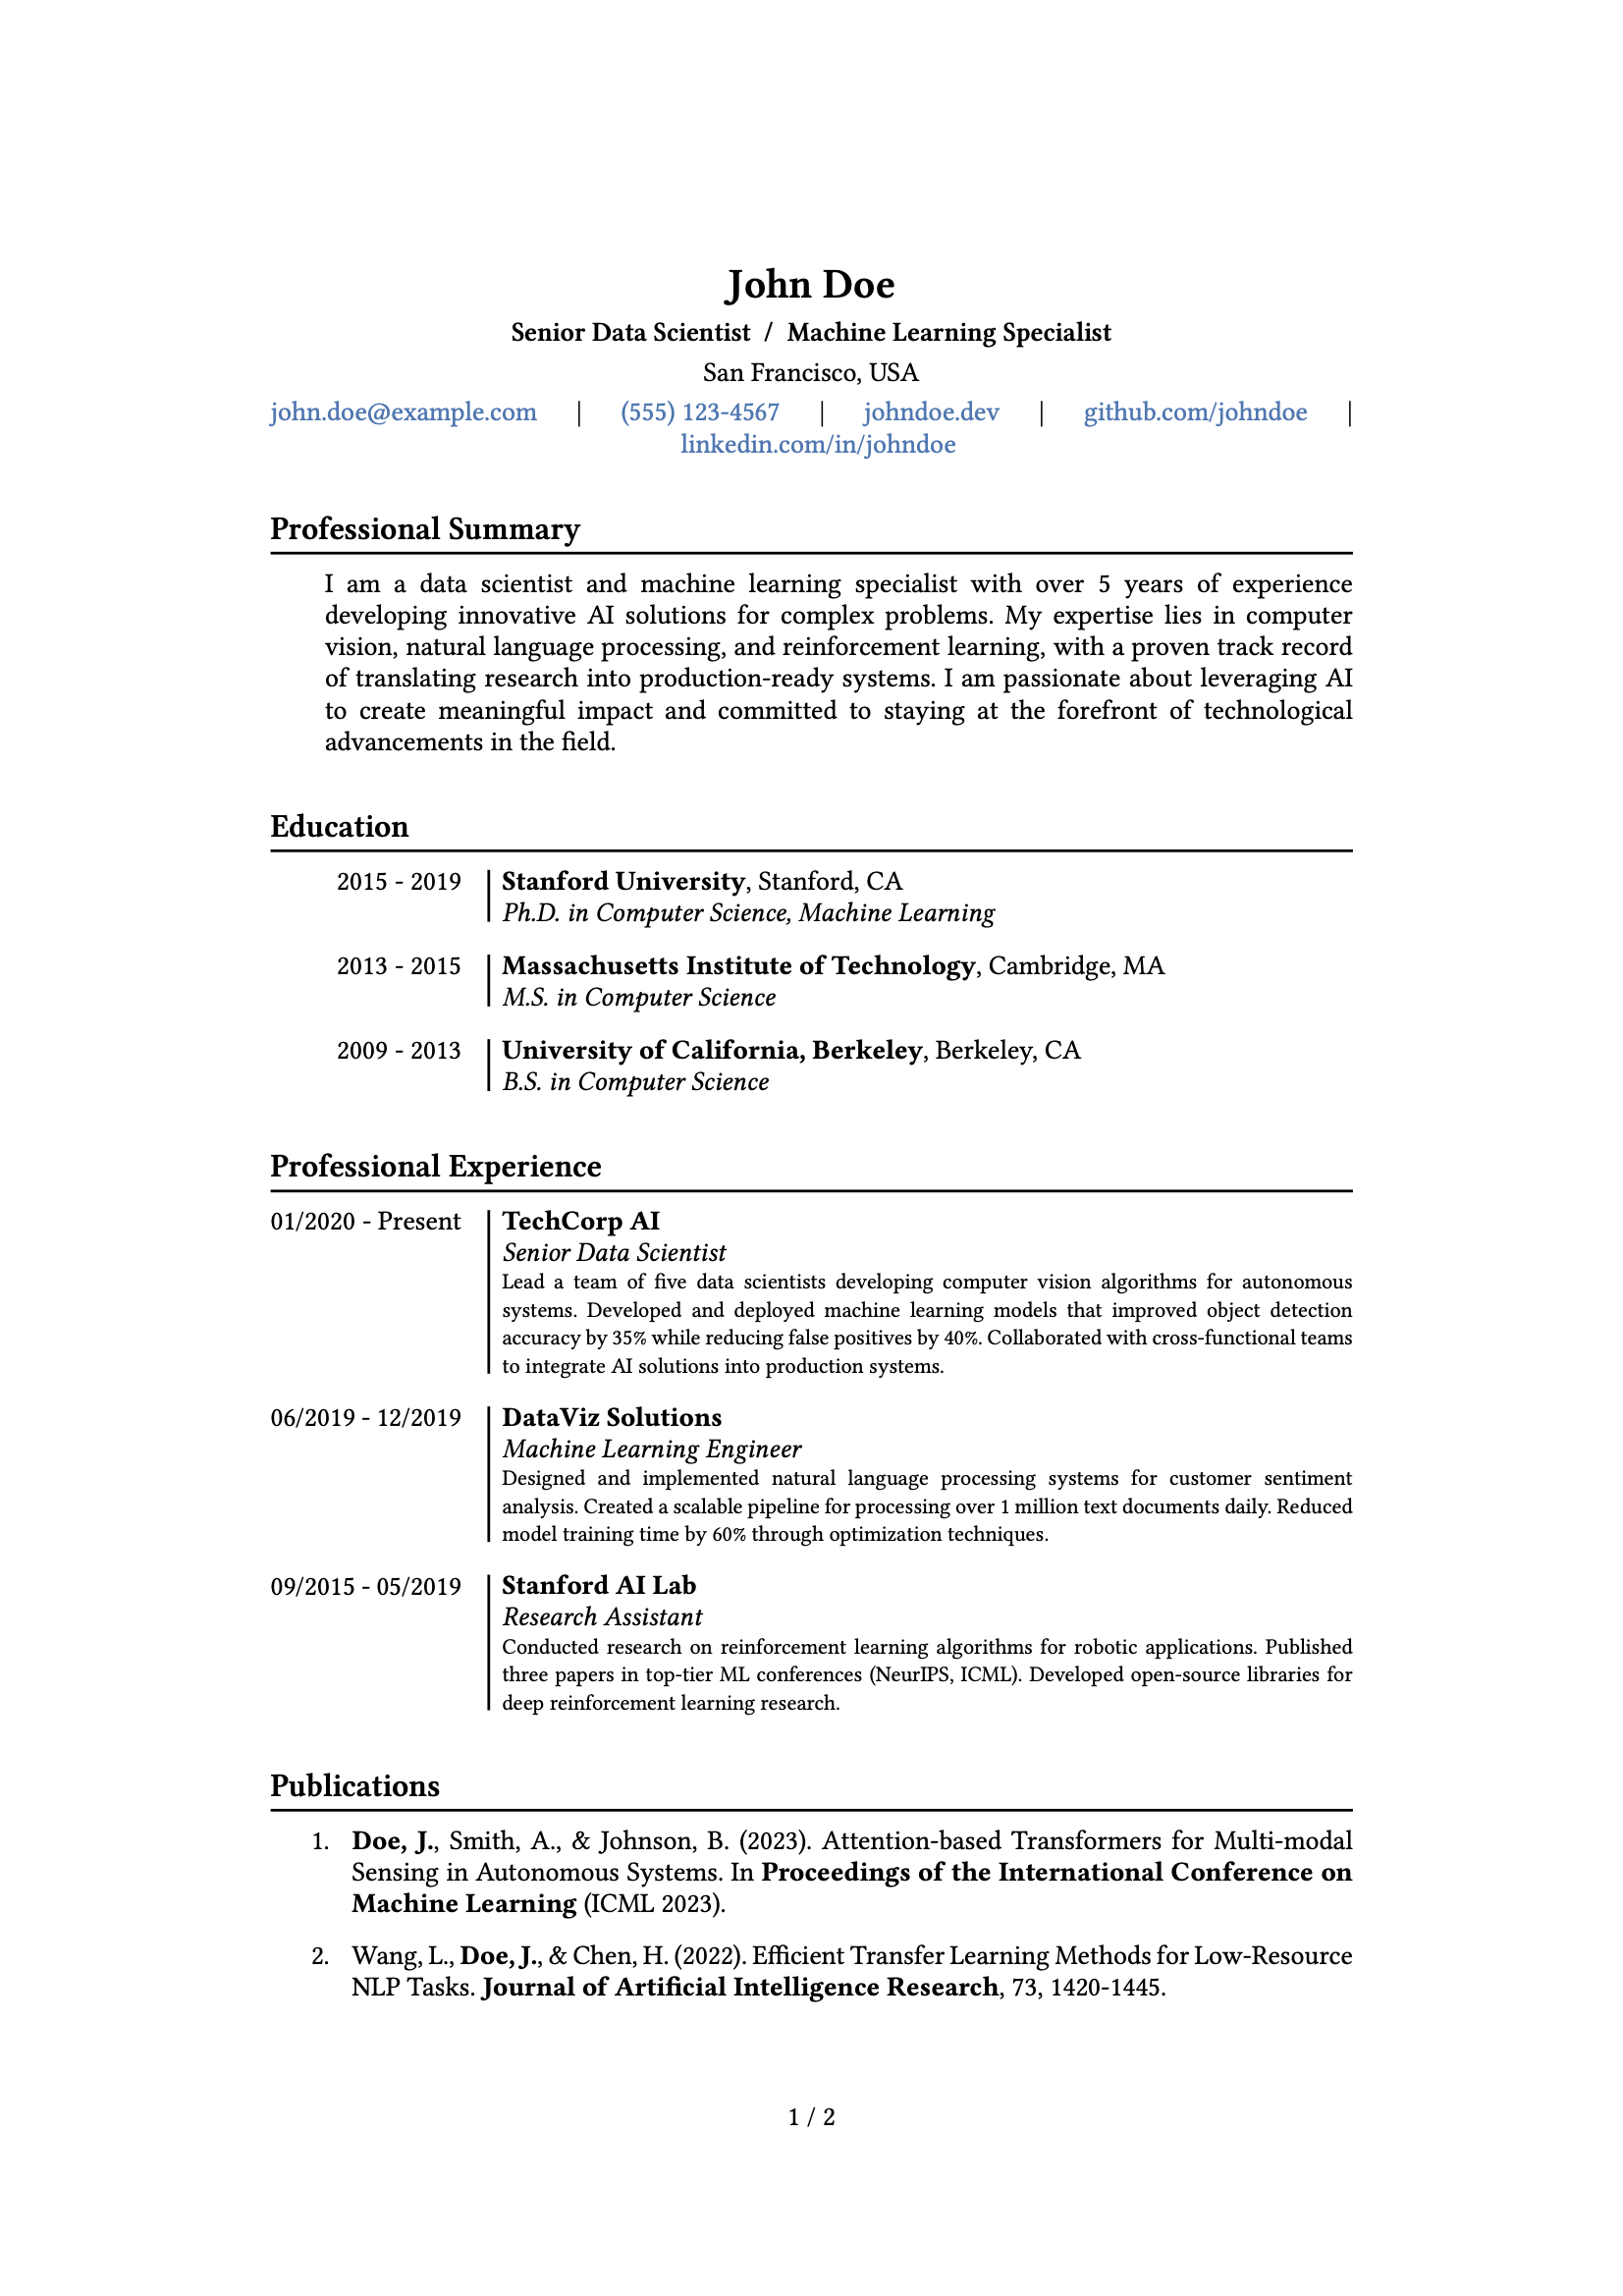 John Doe
Senior Data Scientist / Machine Learning Specialist
San Francisco, USA
john.doe@example.com | (555) 123-4567 | johndoe.dev | github.com/johndoe |
linkedin.com/in/johndoe
Professional Summary
I am a data scientist and machine learning specialist with over 5 years of experience
developing innovative AI solutions for complex problems. My expertise lies in computer
vision, natural language processing, and reinforcement learning, with a proven track record
of translating research into production-ready systems. I am passionate about leveraging AI
to create meaningful impact and committed to staying at the forefront of technological
advancements in the field.
Education
2015 - 2019 Stanford University, Stanford, CA
Ph.D. in Computer Science, Machine Learning
2013 - 2015 Massachusetts Institute of Technology, Cambridge, MA
M.S. in Computer Science
2009 - 2013 University of California, Berkeley, Berkeley, CA
B.S. in Computer Science
Professional Experience
01/2020 - Present TechCorp AI
Senior Data Scientist
Lead a team of five data scientists developing computer vision algorithms for autonomous
systems. Developed and deployed machine learning models that improved object detection
accuracy by 35% while reducing false positives by 40%. Collaborated with cross-functional teams
to integrate AI solutions into production systems.
06/2019 - 12/2019 DataViz Solutions
Machine Learning Engineer
Designed and implemented natural language processing systems for customer sentiment
analysis. Created a scalable pipeline for processing over 1 million text documents daily. Reduced
model training time by 60% through optimization techniques.
09/2015 - 05/2019 Stanford AI Lab
Research Assistant
Conducted research on reinforcement learning algorithms for robotic applications. Published
three papers in top-tier ML conferences (NeurIPS, ICML). Developed open-source libraries for
deep reinforcement learning research.
Publications
1. Doe, J., Smith, A., & Johnson, B. (2023). Attention-based Transformers for Multi-modal
Sensing in Autonomous Systems. In Proceedings of the International Conference on
Machine Learning (ICML 2023).
2. Wang, L., Doe, J., & Chen, H. (2022). Efficient Transfer Learning Methods for Low-Resource
NLP Tasks. Journal of Artificial Intelligence Research, 73, 1420-1445.
1 / 2